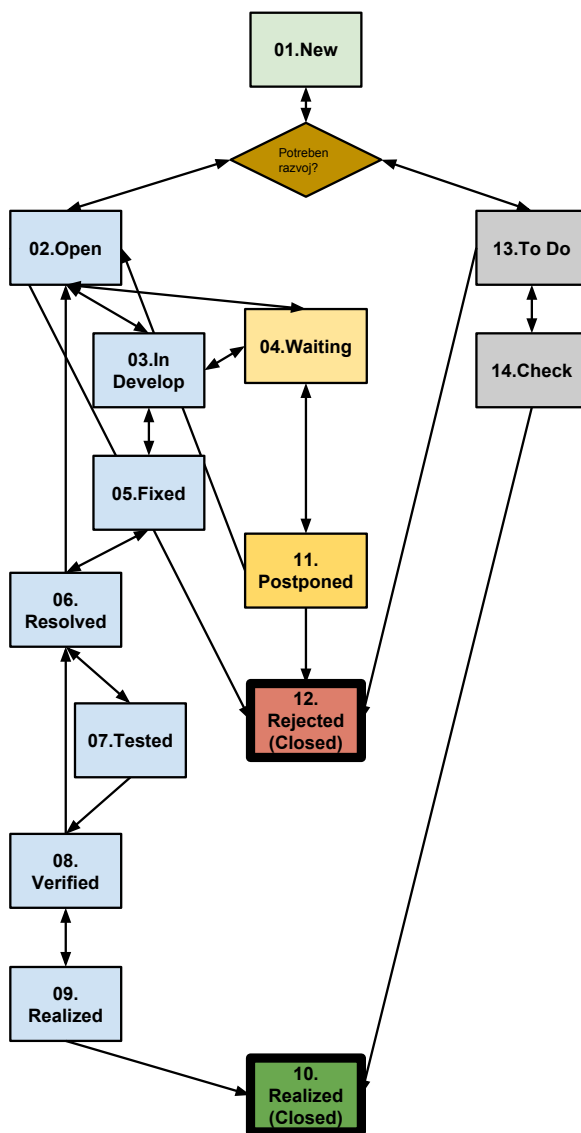 01.New
Potreben
razvoj?
02.Open
13.To Do
03.In
Develop
04.Waiting
14.Check
05.Fixed
11.
Postponed
06.
Resolved
12.
Rejected
(Closed)
07.Tested
08.
Verified
09.
Realized
10.
Realized
(Closed)